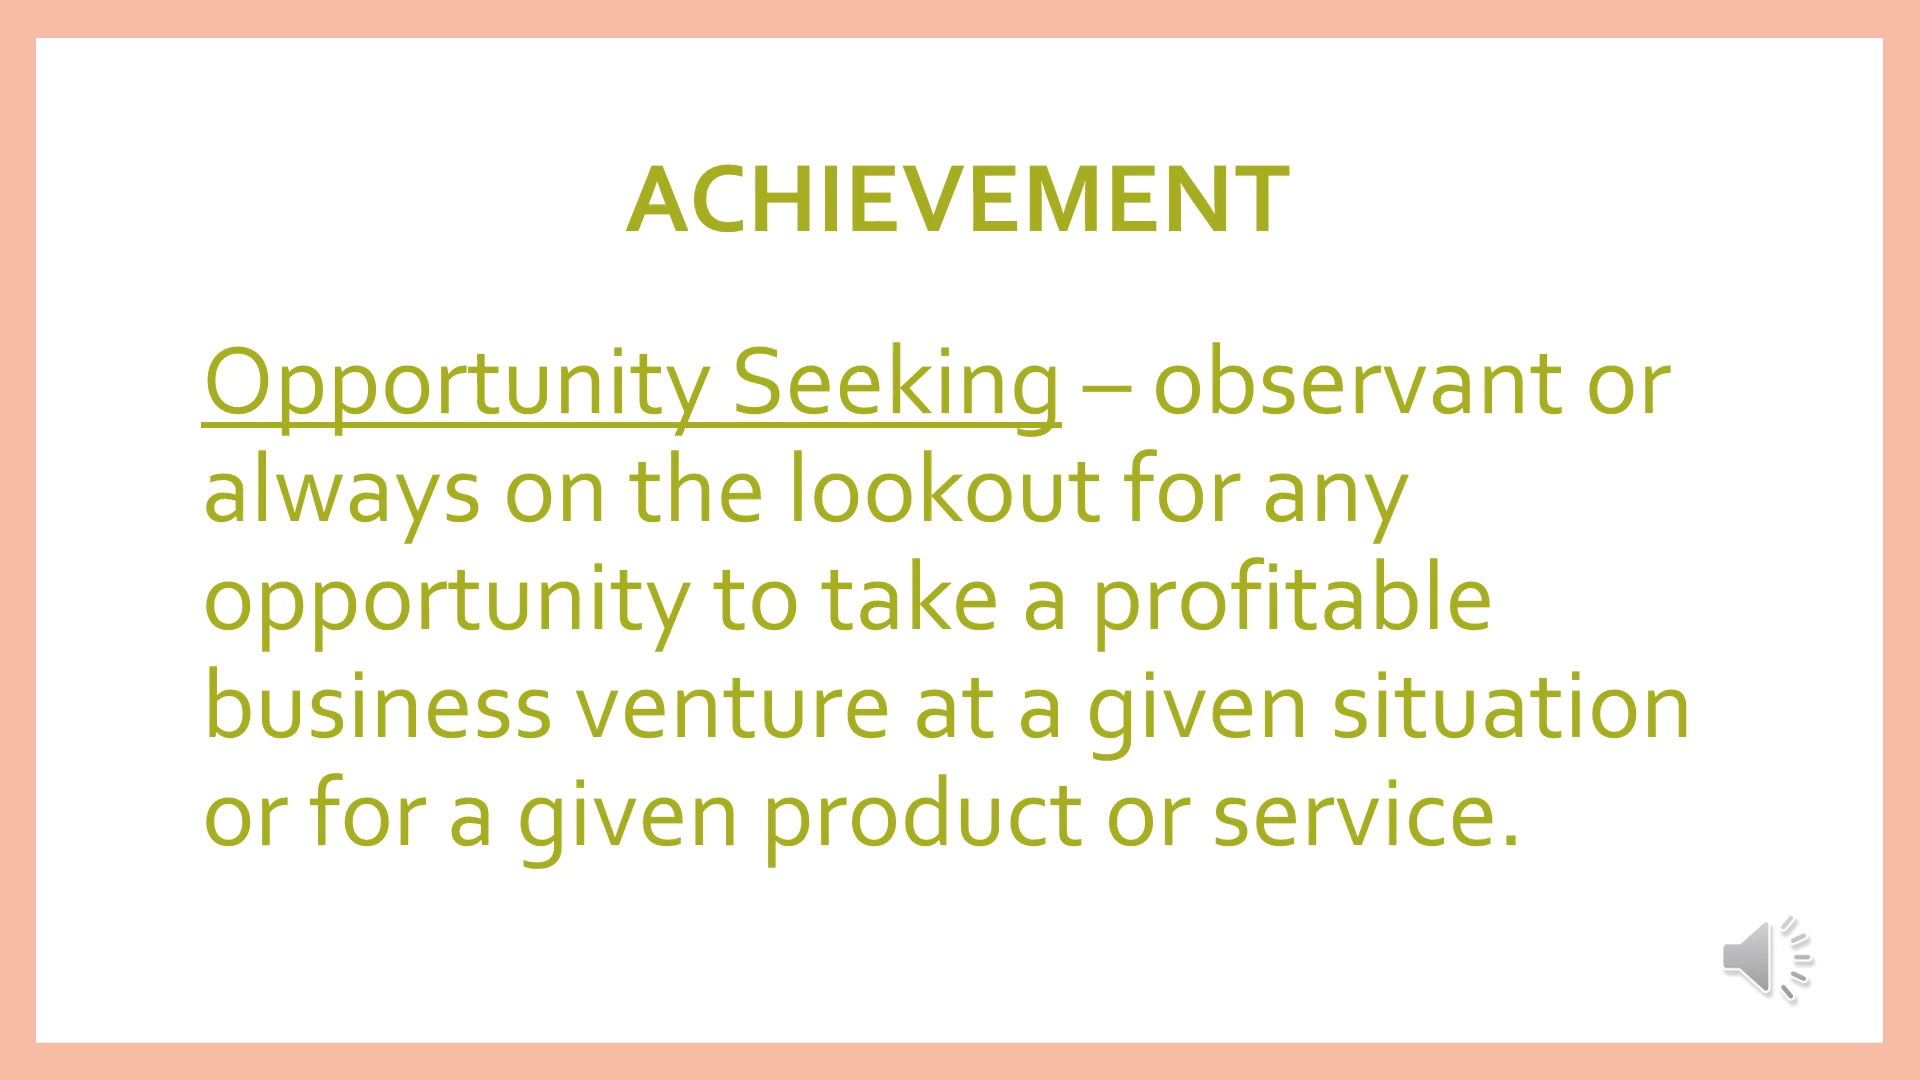 ACHIEVEMENT
Opportunity Seeking – observant or
always on the lookout for any
opportunity to take a profitable
business venture at a given situation
or for a given product or service.